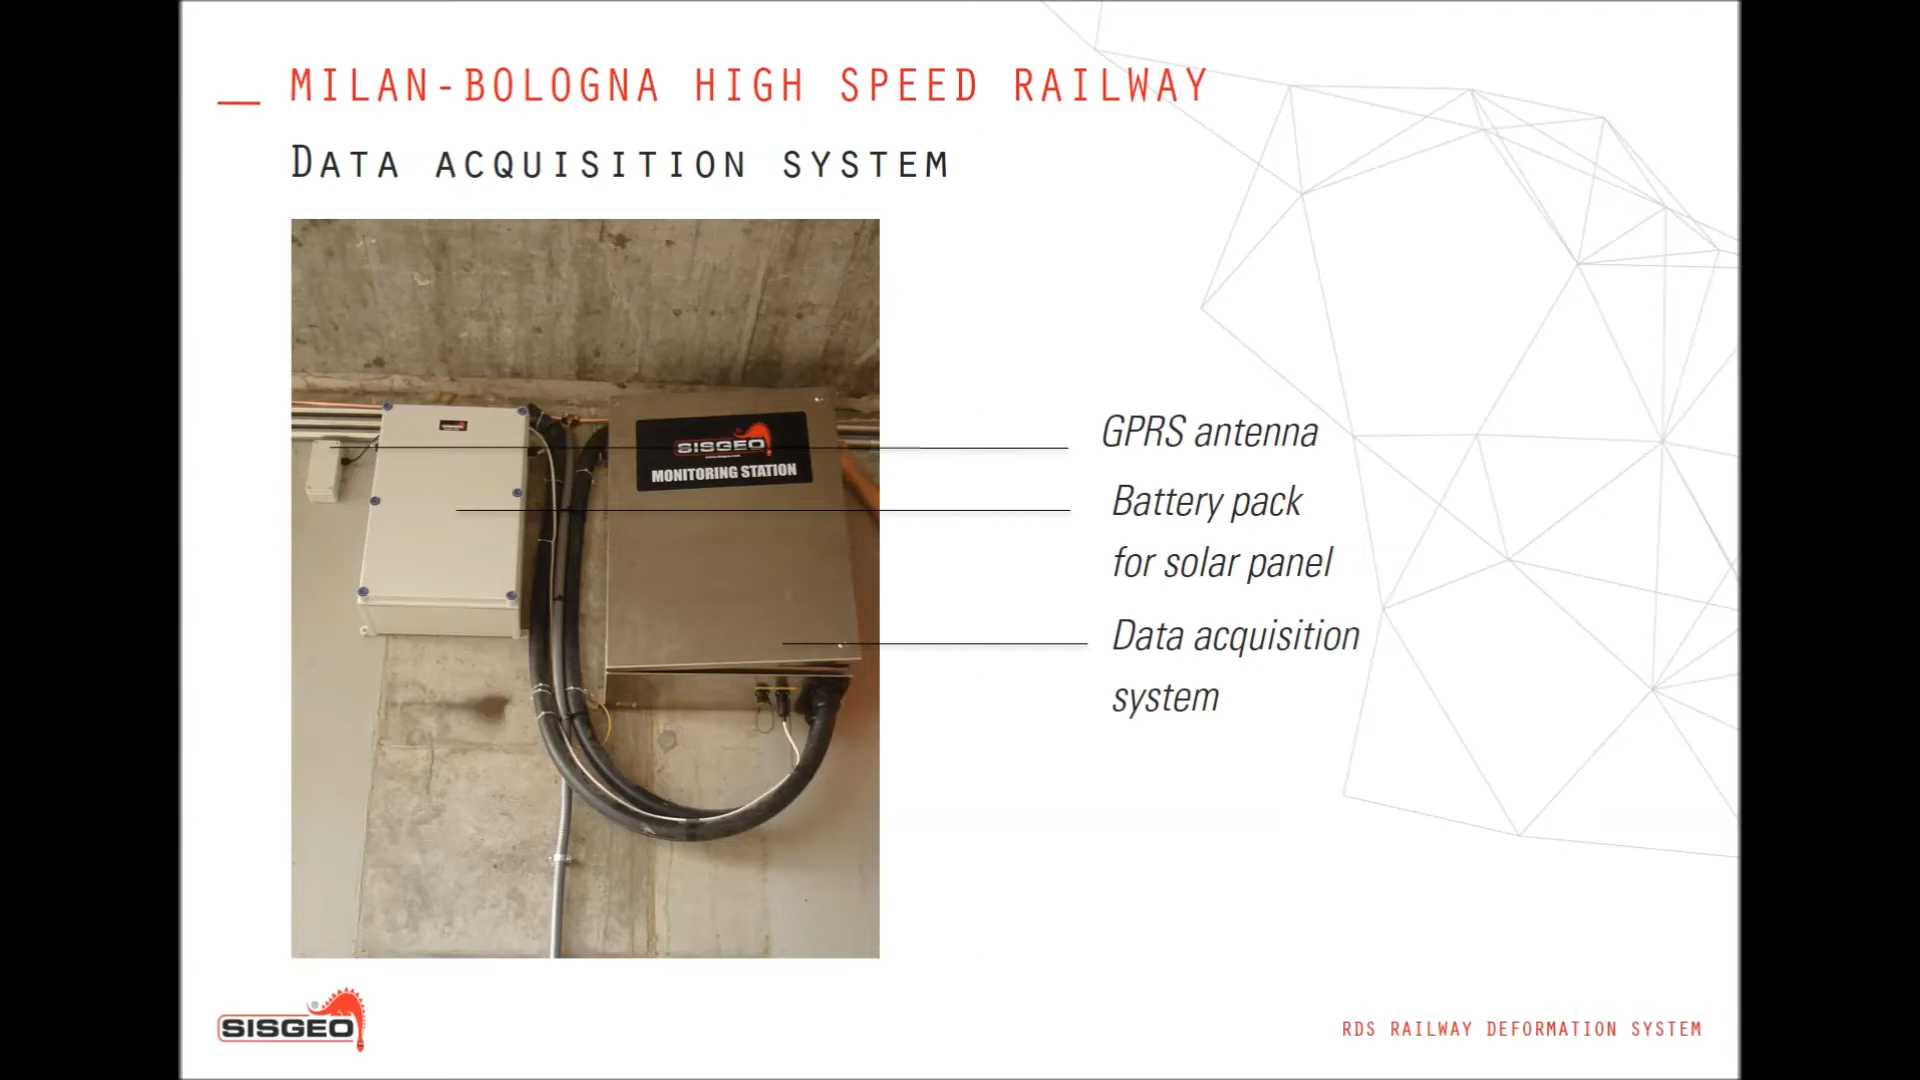 MILAN-BOLOGNA HIGH SPEED RAILWAY
DATA ACQUISITION SYSTEM
SISGEO
MONITORING STATION
GPRS antenna
Battery pack
for solar panel
Data acquisition
system
SISGEO
®
RDS RAILWAY DEFORMATION SYSTEM